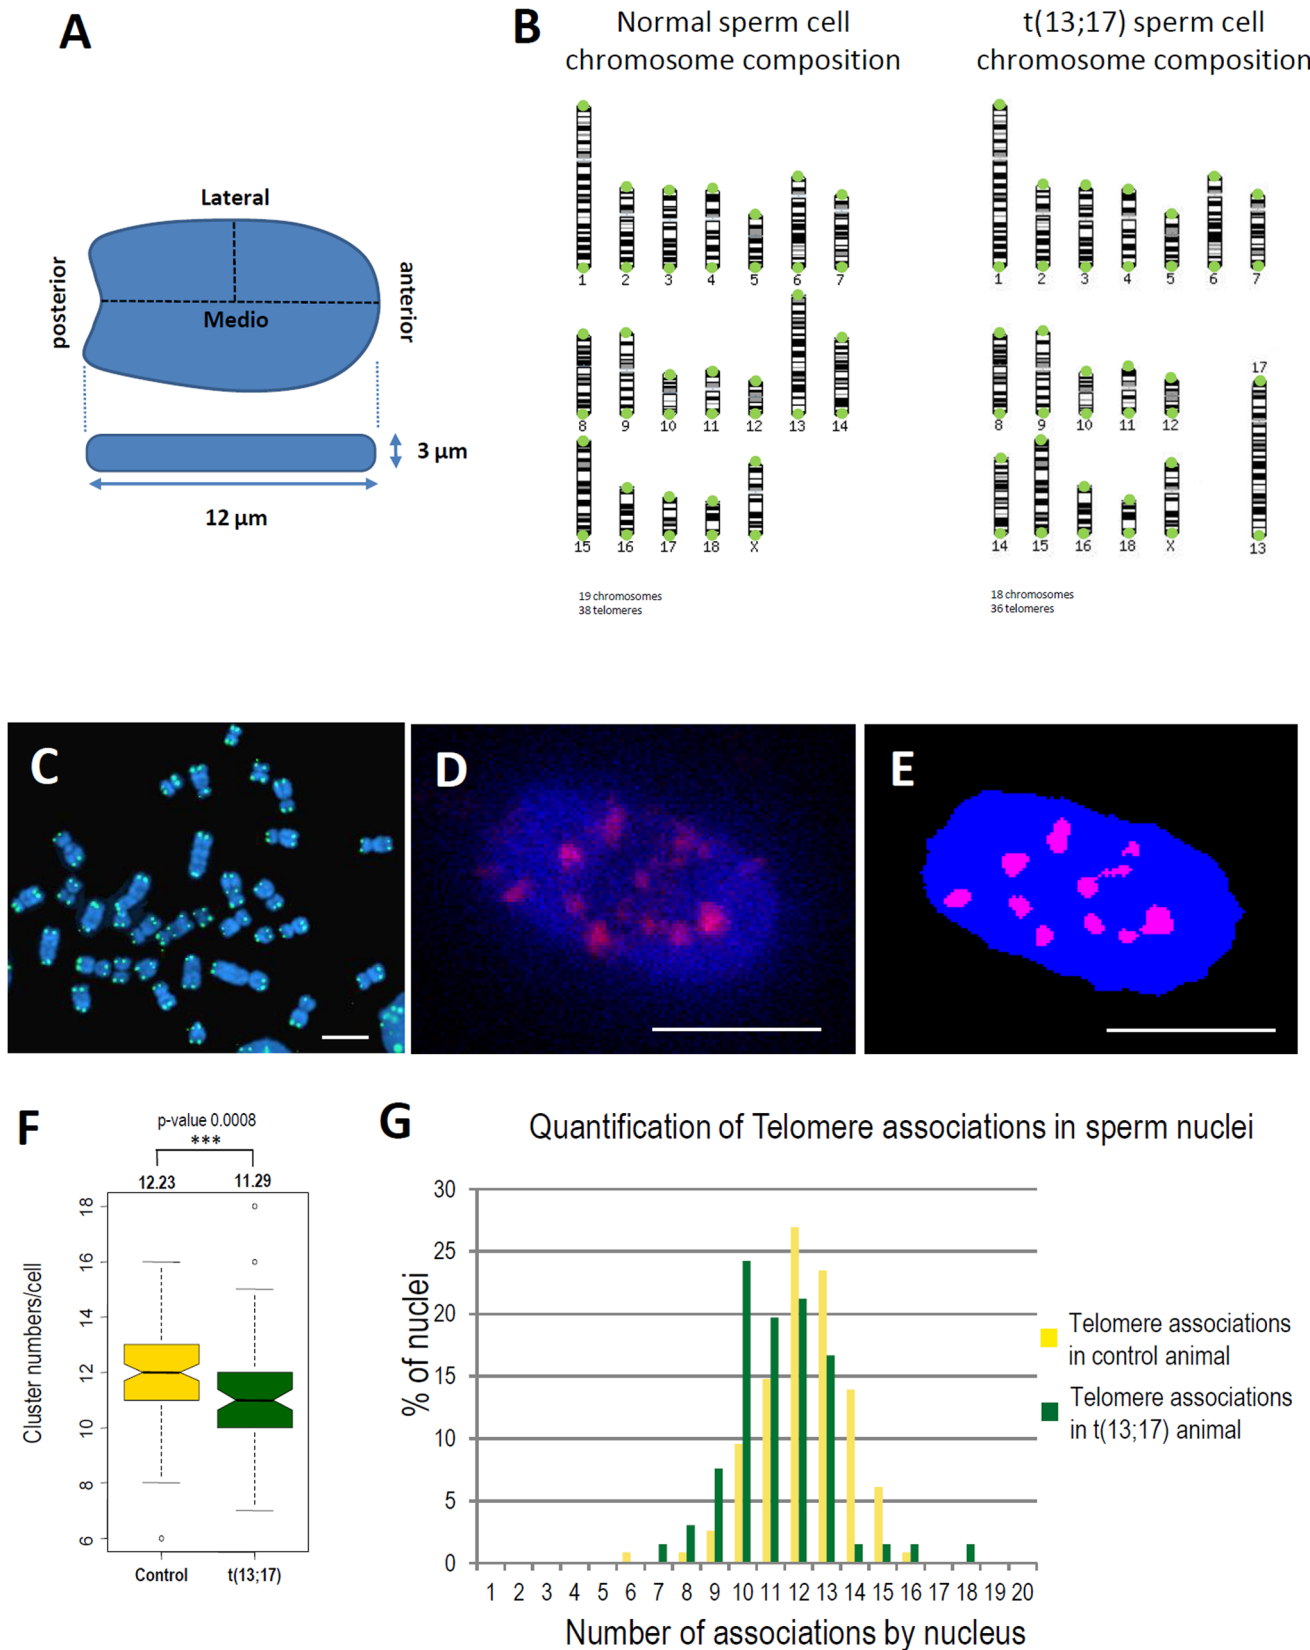 A
Lateral
posterior
anterior
Medio
3 µm
12 µm
B
Normal sperm cell
chromosome composition
t(13;17) sperm cell
chromosome composition
1 2 3 4 5 6 7
8 9 10 11 12 13 14
15 16 17 18 X
19 chromosomes
38 telomeres
1 2 3 4 5 6 7
17
8 9 10 11 12
14 15 16 18 X 13
18 chromosomes
36 telomeres
C
D
E
F
p-value 0.0008
***
12.23 11.29
Cluster numbers/cell
18
16
14
12
10
8
6
Control t(13;17)
G
Quantification of Telomere associations in sperm nuclei
% of nuclei
30
25
20
15
10
5
0
1 2 3 4 5 6 7 8 9 10 11 12 13 14 15 16 17 18 19 20
Number of associations by nucleus
Telomere associations
in control animal
Telomere associations
in t(13;17) animal